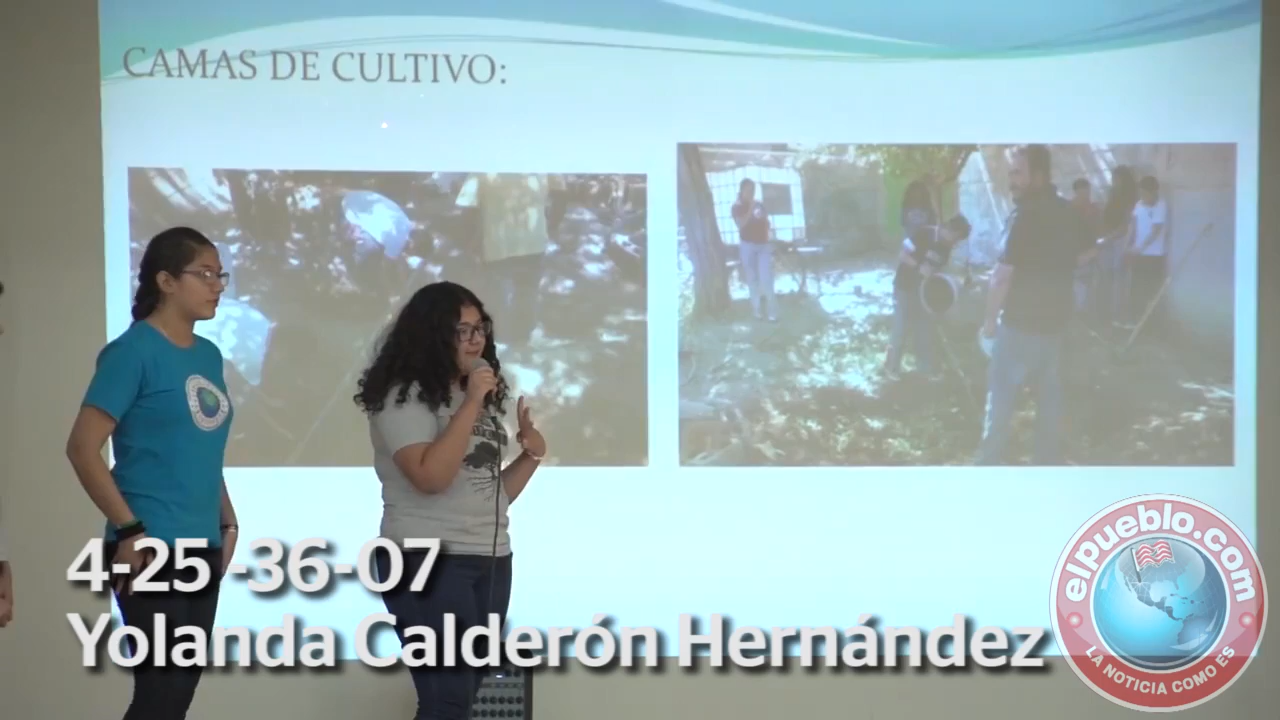 CAMAS DE CULTIVO:
4-25 -36-07
Yolanda Calderón Hernández
elpueblo.com
LA NOTICIA COMO ES